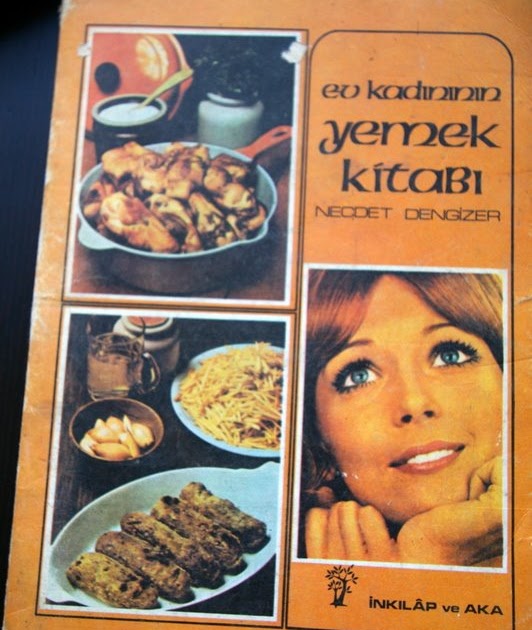 ev kadınının
yemek
kitabı
NECDET DENGİZER
İNKILÂP ve AKA